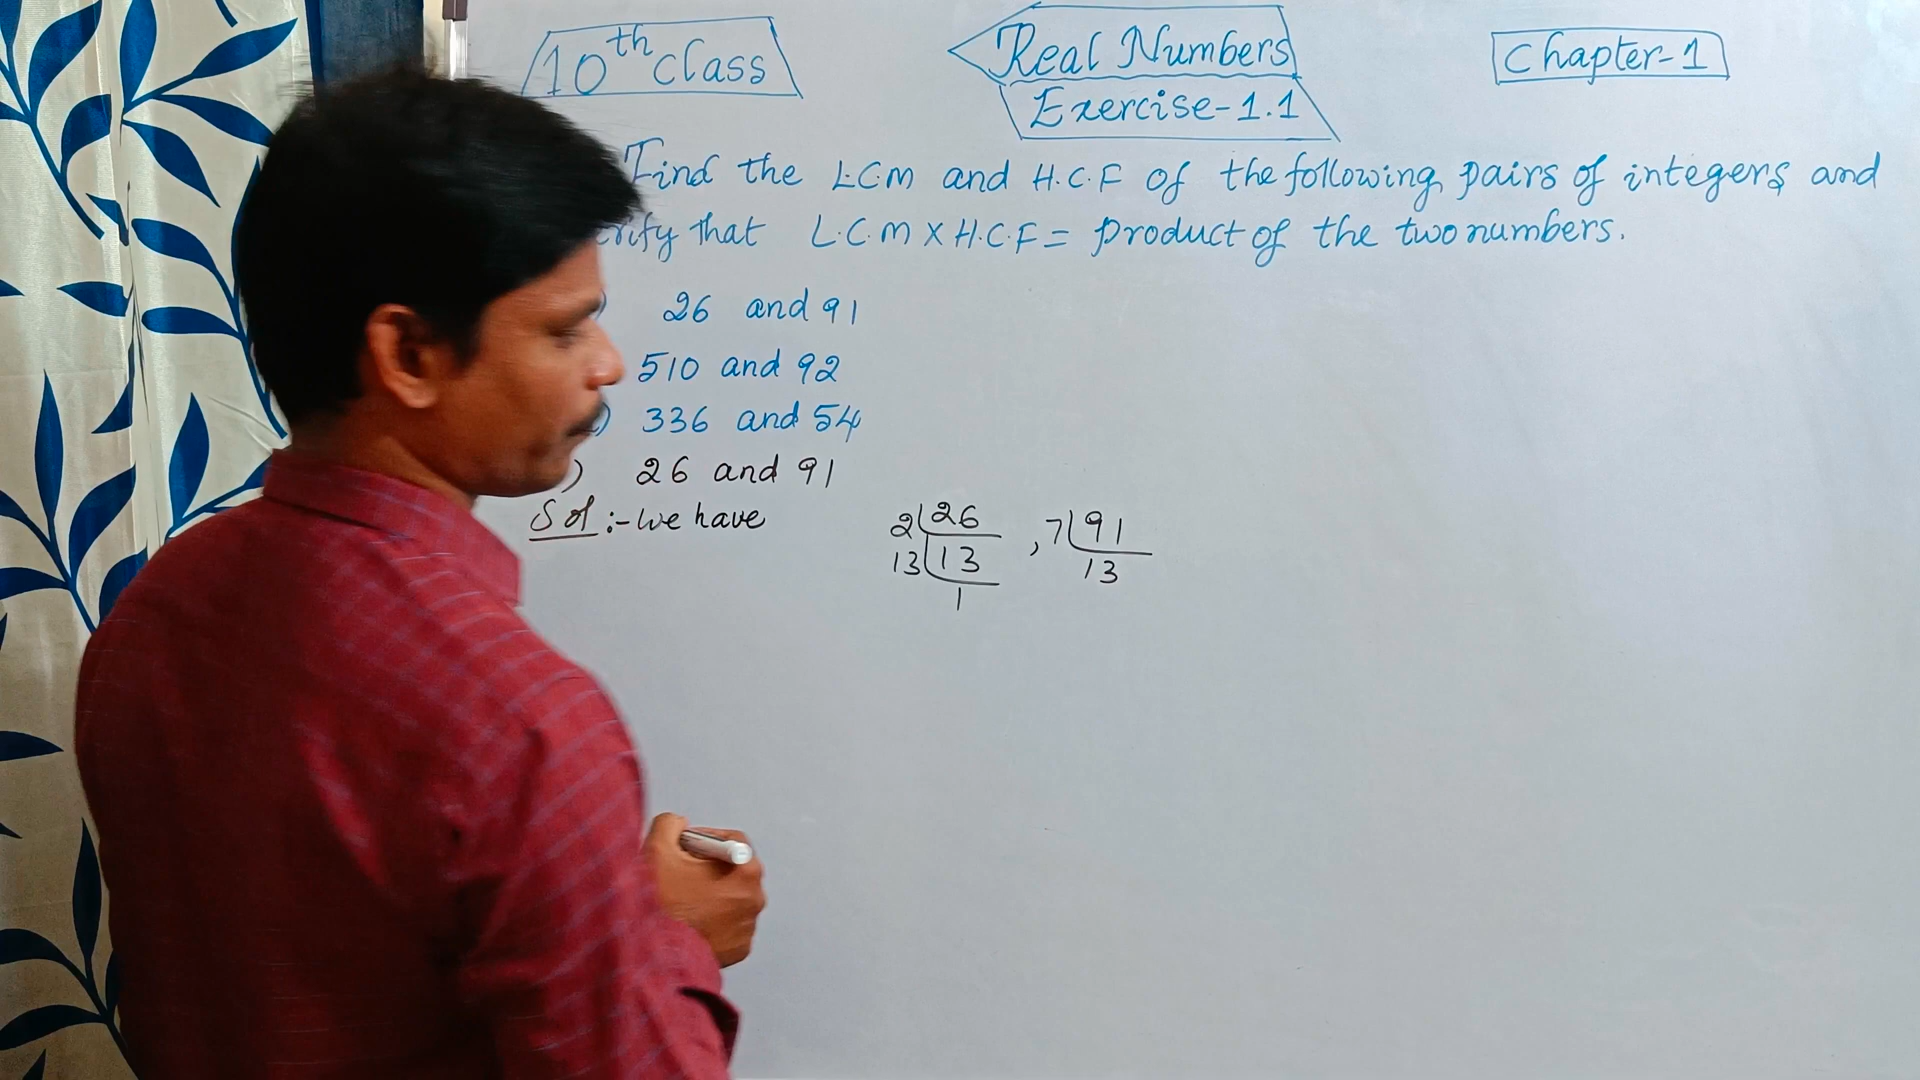 10th class
Real Numbers
Chapter-1
Exercise-1.1
Find the L.C.M and H.C.F of the following pairs of integers and
that L.C.M X H.C.F = product of the two numbers.
26 and 91
510 and 92
336 and 54
) 26 and 91
Sol :- We have
2 26 , 7 91
13 13 13
1